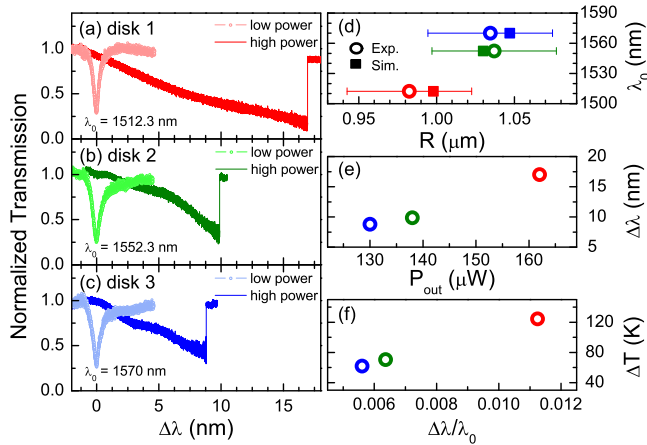 (a) disk 1
low power
high power
λ0 = 1512.3 nm
1.0
0.5
0.0
(b) disk 2
low power
high power
λ0 = 1552.3 nm
1.0
0.5
(c) disk 3
low power
high power
λ0 = 1570 nm
1.0
0.5
0.0
0 5 10 15
Δλ (nm)
Normalized Transmission
(d)
Exp.
Sim.
1590
1560
1530
1500
λ0 (nm)
0.95 1.00 1.05
R (μm)
(e)
20
15
10
5
Δλ (nm)
130 140 150 160
Pout (μW)
(f)
120
80
40
ΔT (K)
0.006 0.008 0.010 0.012
Δλ/λ0